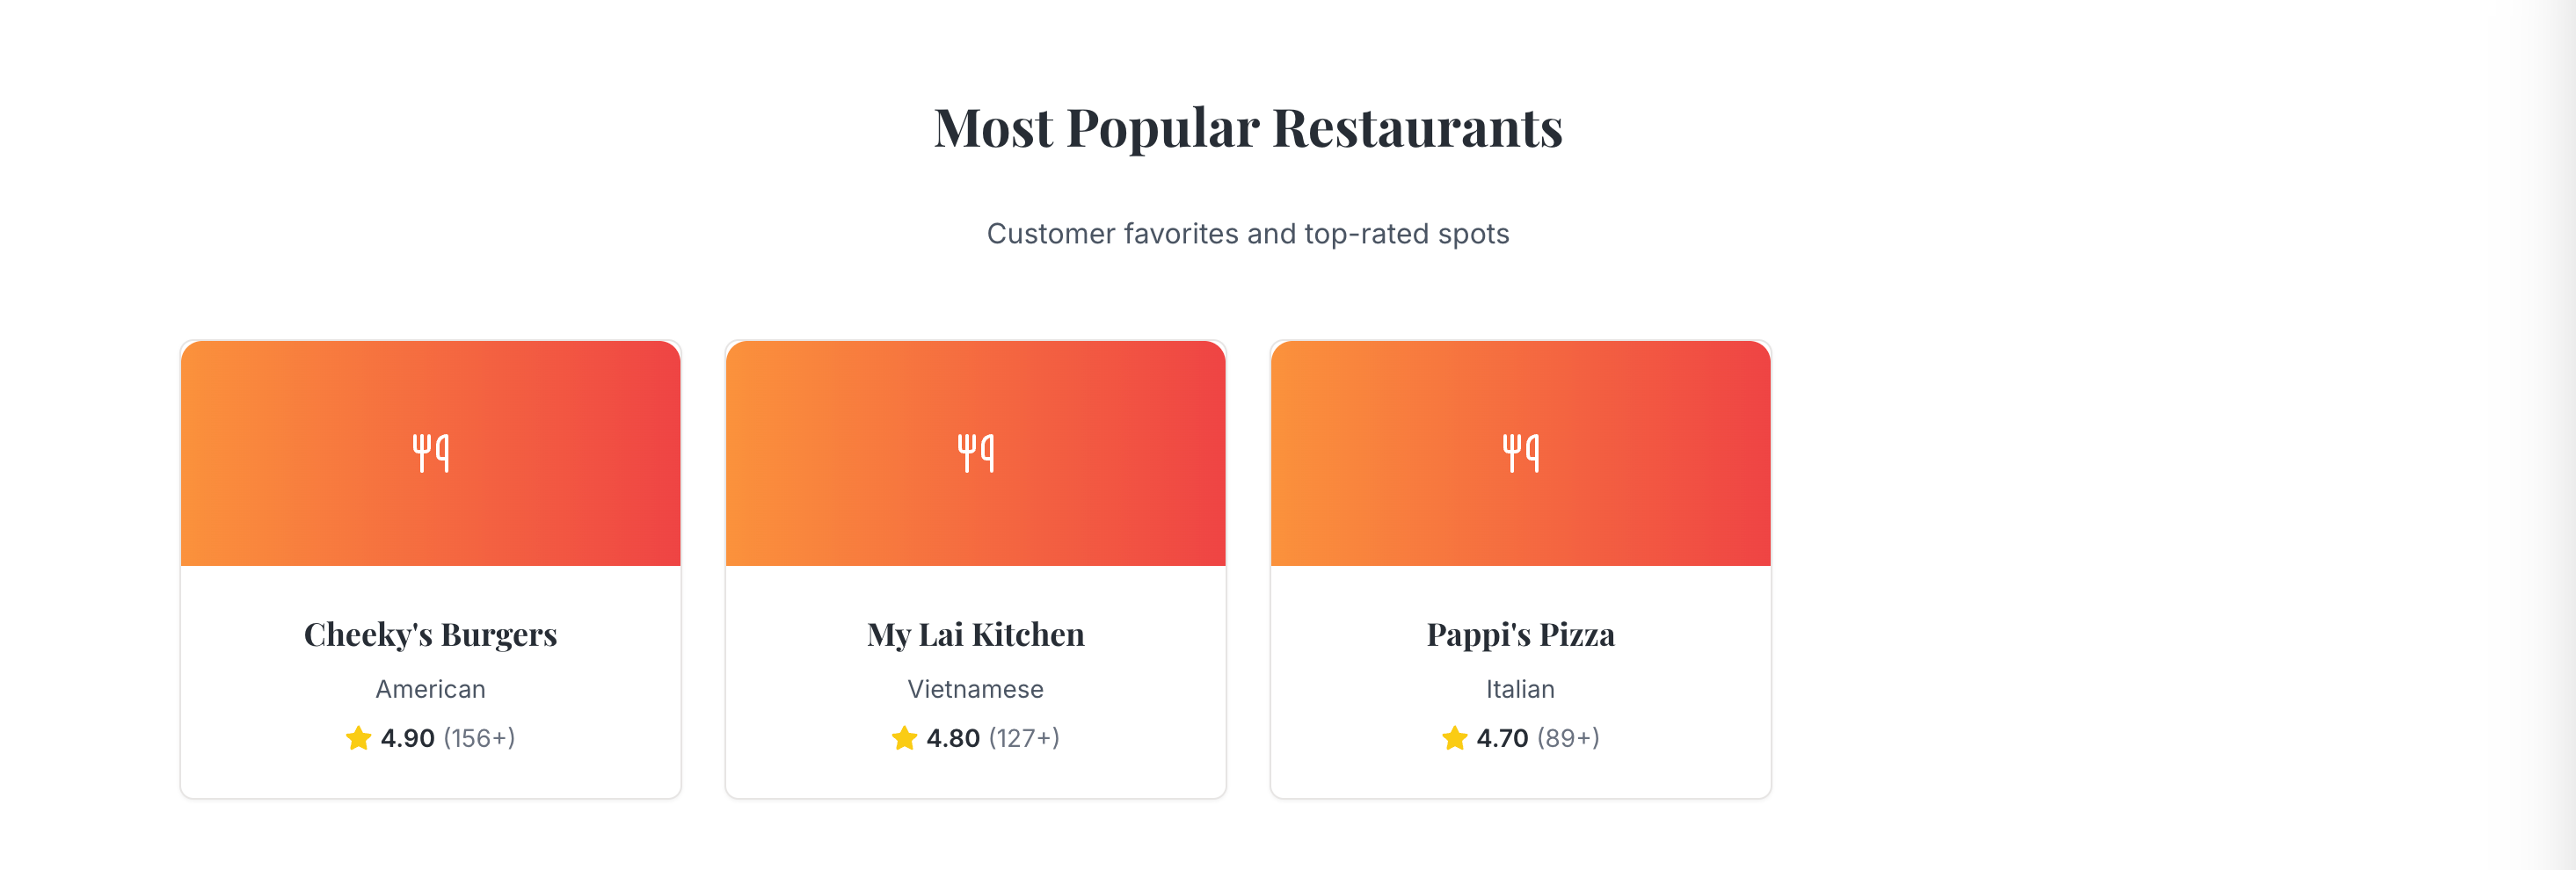 Most Popular Restaurants
Customer favorites and top-rated spots
Cheeky's Burgers
American
4.90 (156+)
My Lai Kitchen
Vietnamese
4.80 (127+)
Pappi's Pizza
Italian
4.70 (89+)